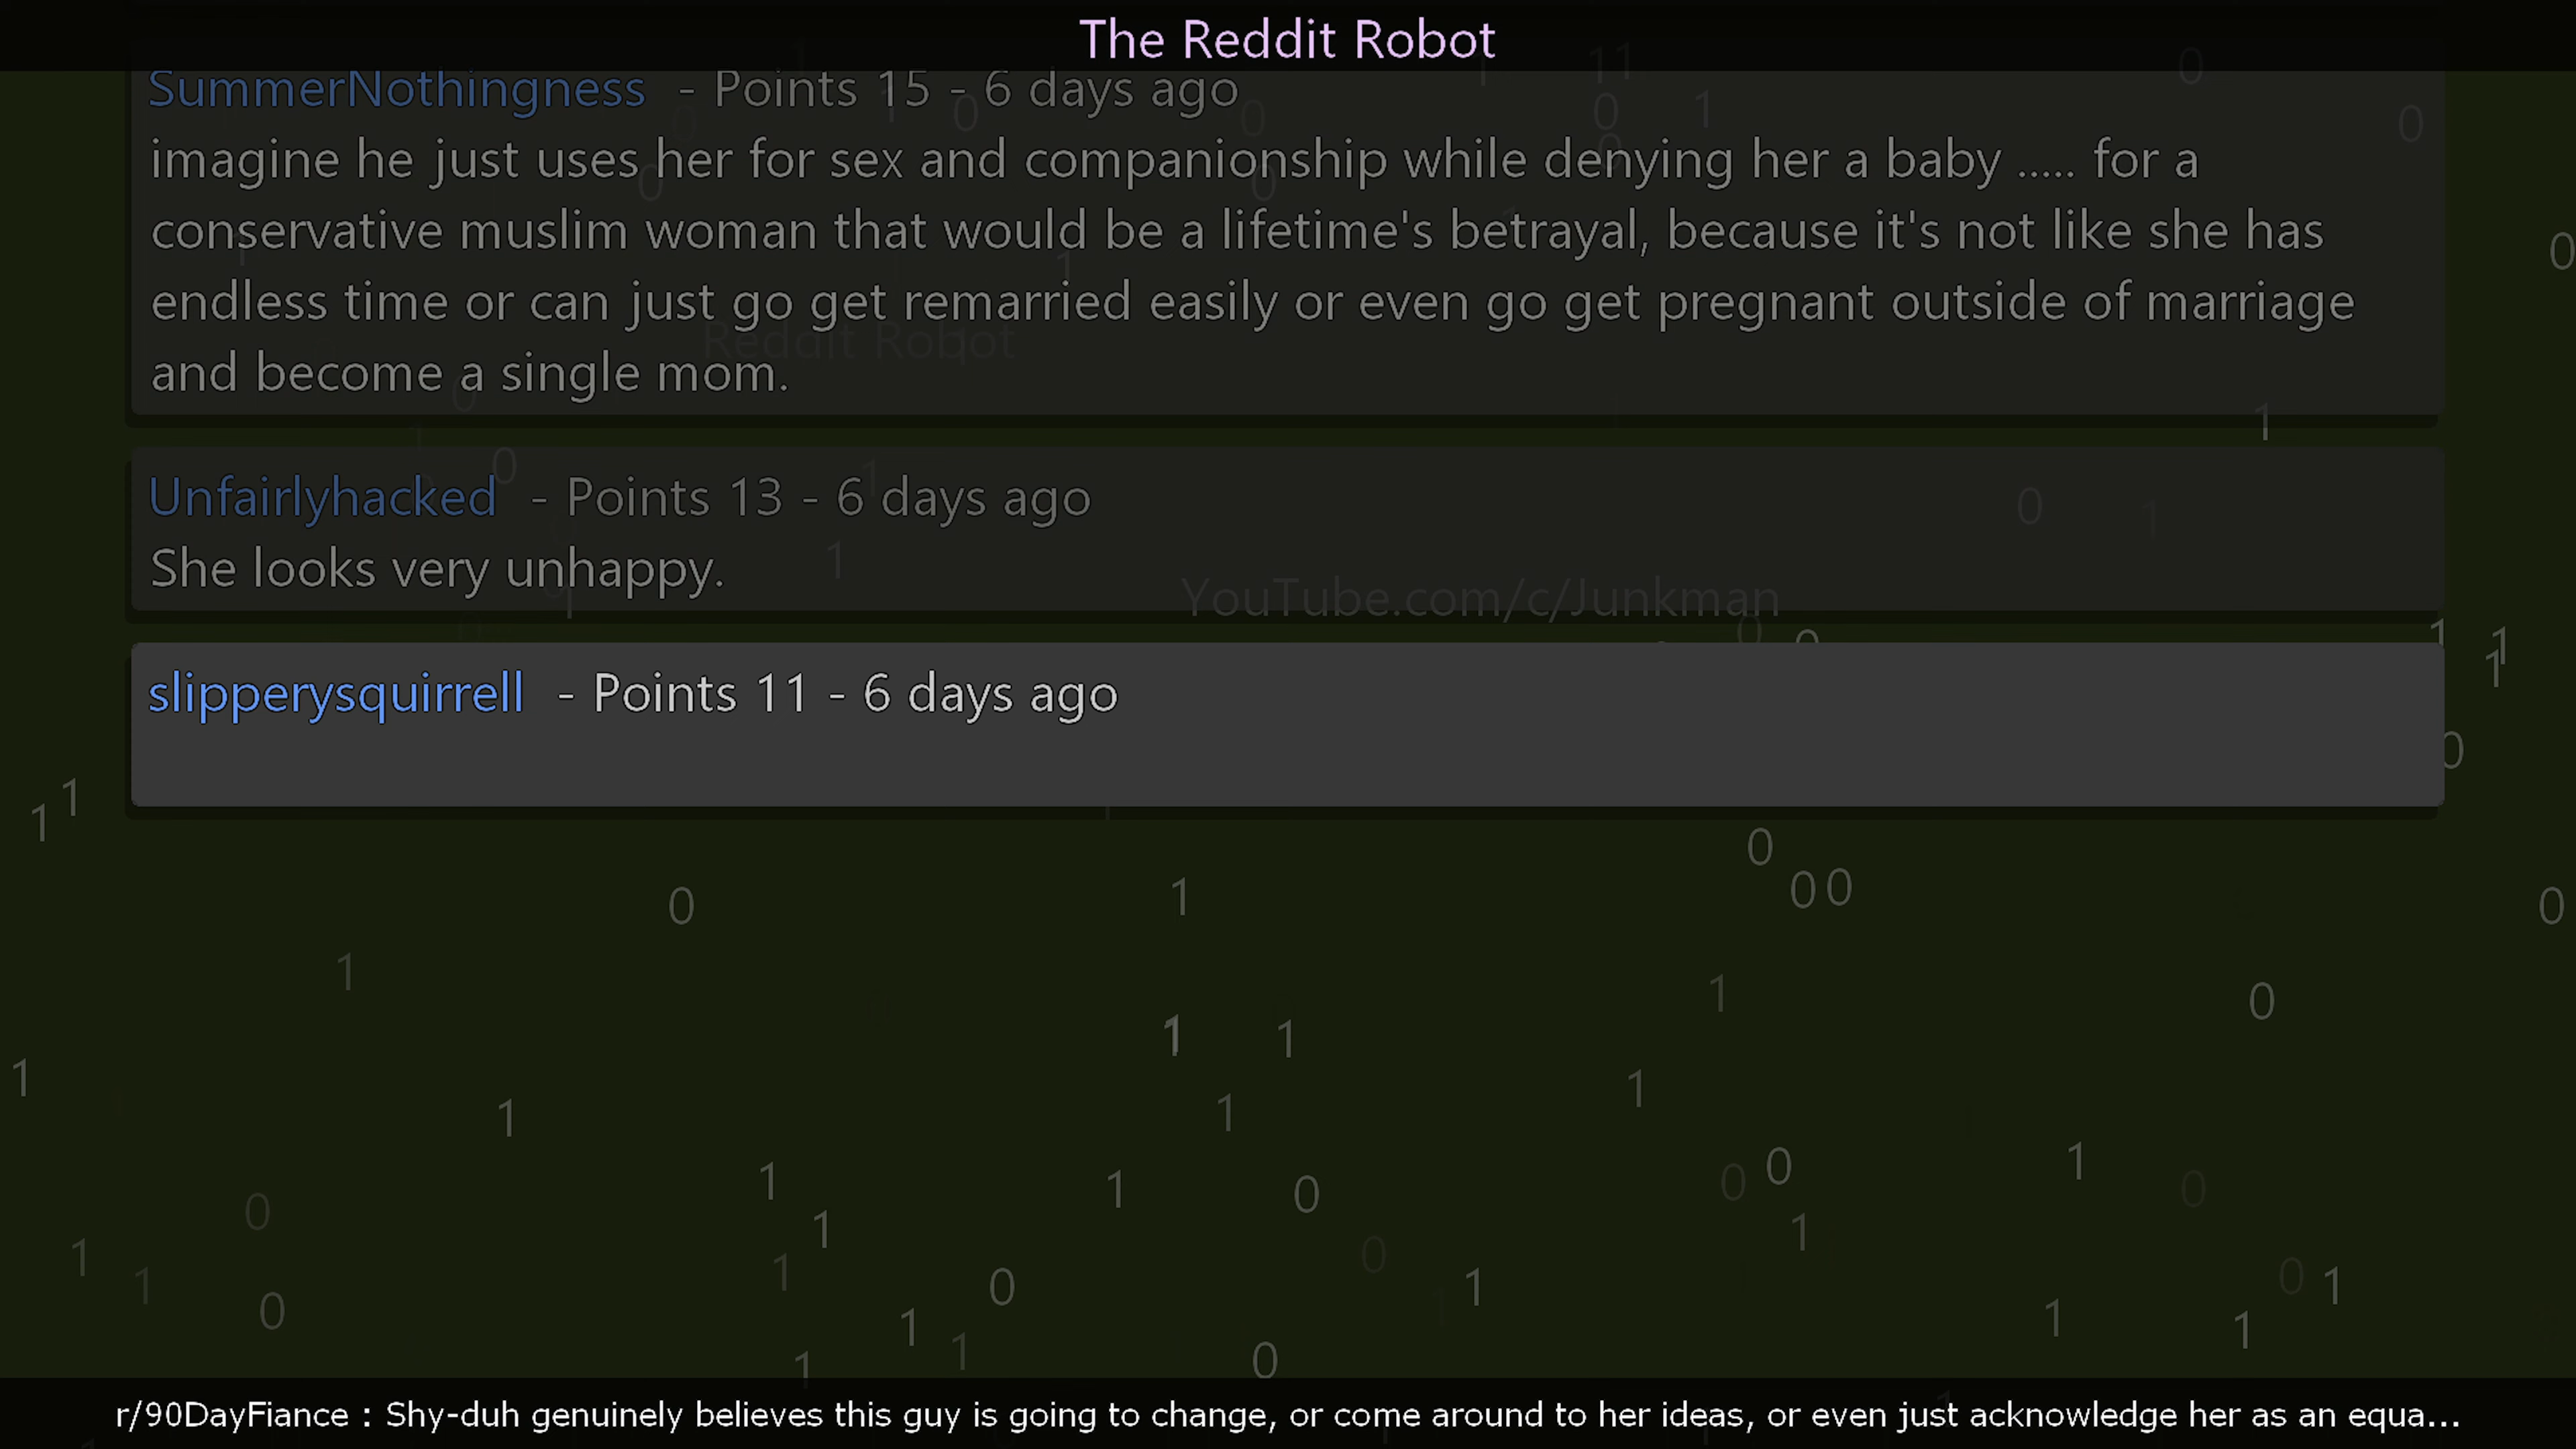 The Reddit Robot
SummerNothingness - Points 15 - 6 days ago
imagine he just uses her for sex and companionship while denying her a baby ..... for a
conservative muslim woman that would be a lifetime's betrayal, because it's not like she has
endless time or can just go get remarried easily or even go get pregnant outside of marriage
Reddit Robot
and become a single mom.
Unfairlyhacked - Points 13 - 6 days ago
She looks very unhappy.
YouTube.com/c/Junkman
slipperysquirrell - Points 11 - 6 days ago
r/90DayFiance : Shy-duh genuinely believes this guy is going to change, or come around to her ideas, or even just acknowledge her as an equa...